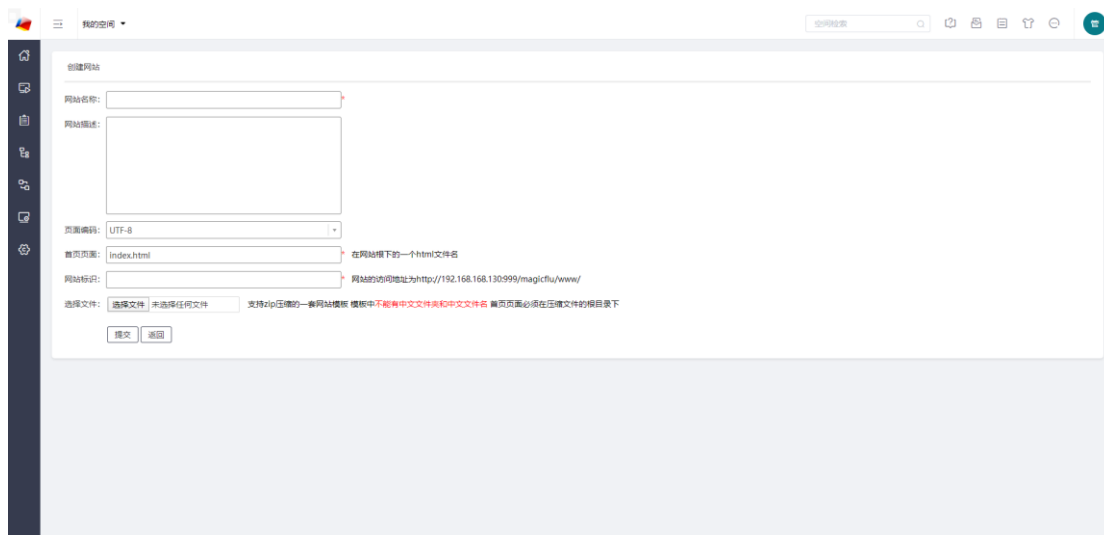 我的空间
空间检索
管
创建网站
网站名称: *
网站描述:
页面编码: UTF-8
首页页面: index.html * 在网站根下的一个html文件名
网站标识: * 网站的访问地址为http://192.168.168.130:999/magicflu/www/
选择文件: 选择文件 未选择任何文件 支持zip压缩的一套网站模板 模板中不能有中文文件夹和中文文件名 首页页面必须在压缩文件的根目录下
提交 返回